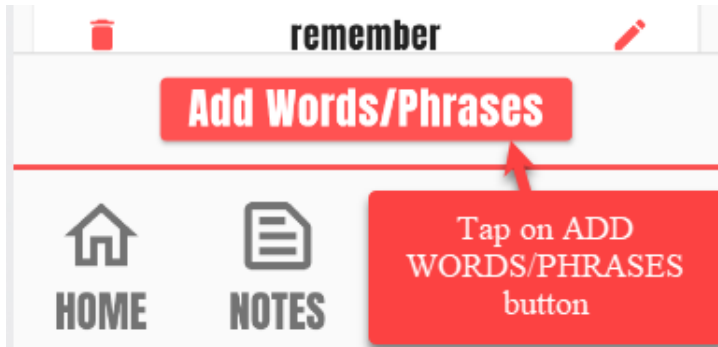 remember
Add Words/Phrases
Tap on ADD
WORDS/PHRASES
button
HOME
NOTES